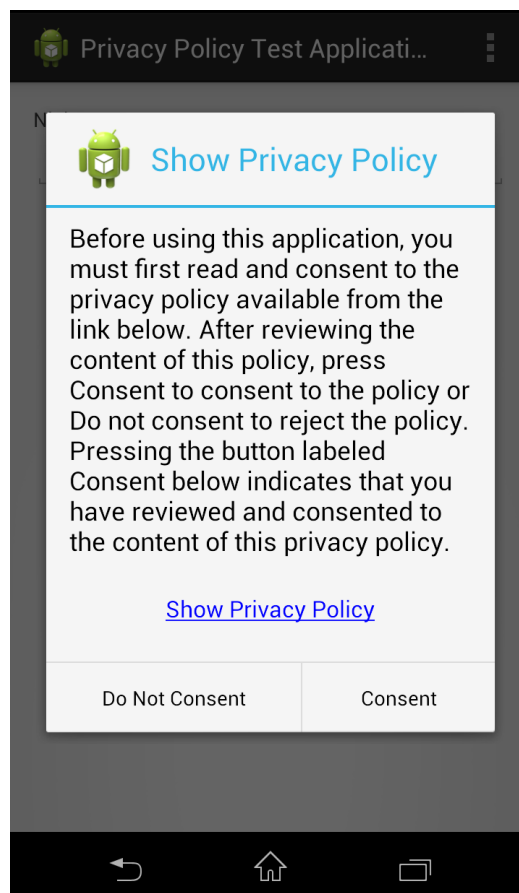 Privacy Policy Test Applicati...
Show Privacy Policy
Before using this application, you
must first read and consent to the
privacy policy available from the
link below. After reviewing the
content of this policy, press
Consent to consent to the policy or
Do not consent to reject the policy.
Pressing the button labeled
Consent below indicates that you
have reviewed and consented to
the content of this privacy policy.
Show Privacy Policy
Do Not Consent
Consent